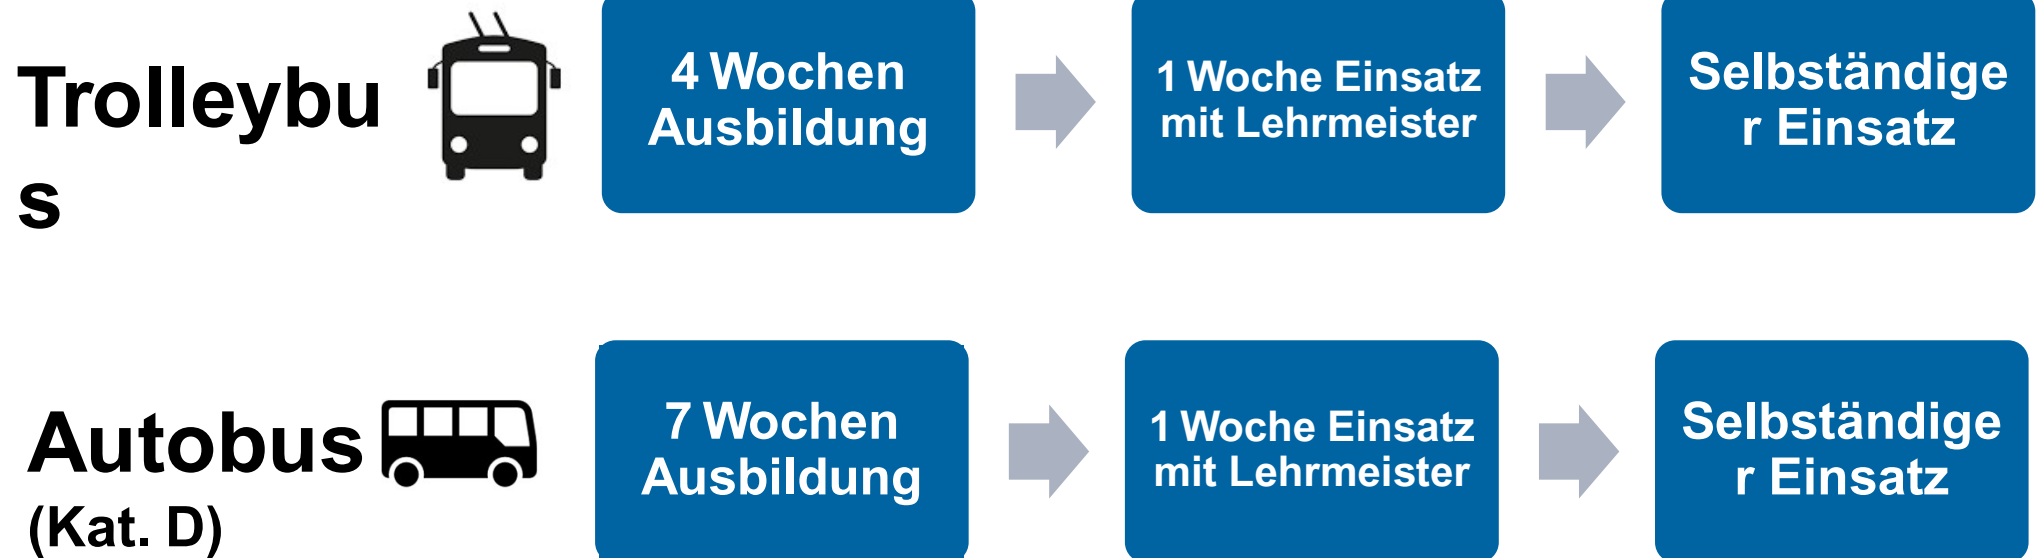 Trolleybu
s
4 Wochen
Ausbildung
1 Woche Einsatz
mit Lehrmeister
Selbständige
r Einsatz
Autobus
(Kat. D)
7 Wochen
Ausbildung
1 Woche Einsatz
mit Lehrmeister
Selbständige
r Einsatz